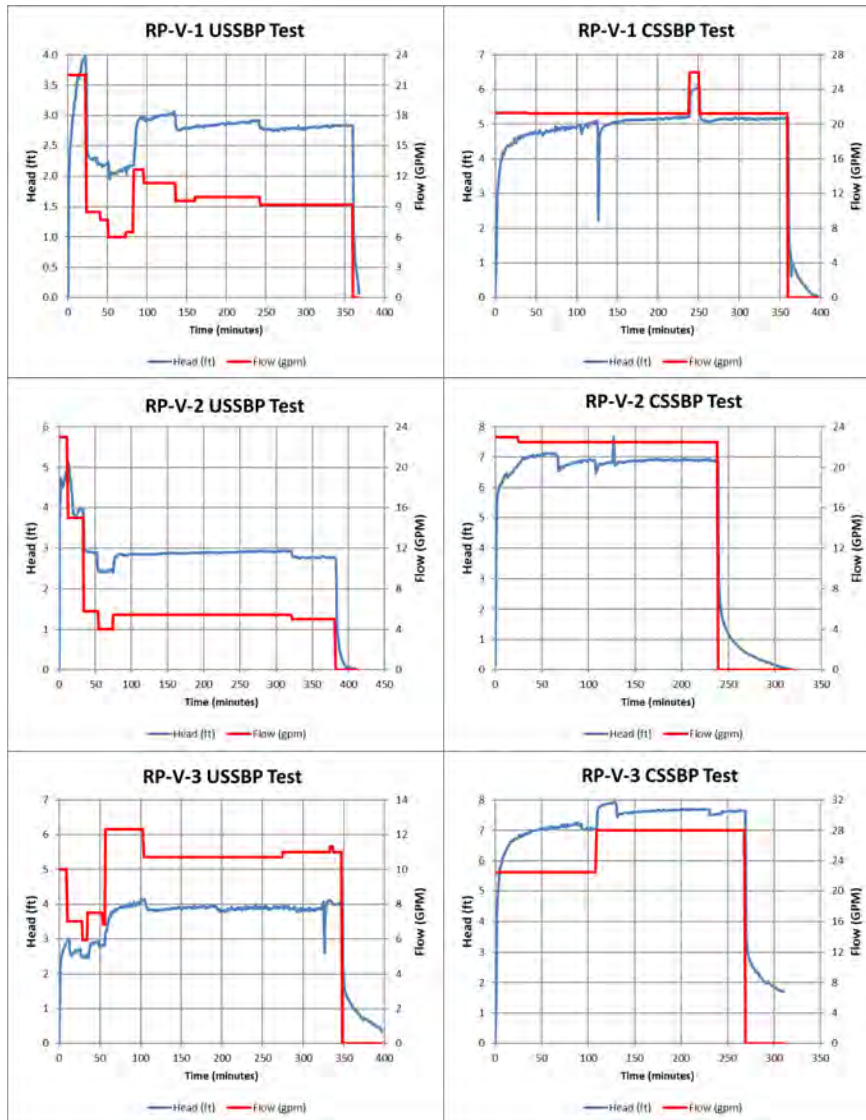 RP-V-1 USSBP Test
4.0
3.5
3.0
2.5
2.0
1.5
1.0
0.5
0.0
Head (ft)
24
21
18
15
12
9
6
3
0
Flow (GPM)
0 50 100 150 200 250 300 350 400
Time (minutes)
Head (ft) Flow (gpm)
RP-V-1 CSSBP Test
7
6
5
4
3
2
1
0
Head (ft)
28
24
20
16
12
8
4
0
Flow (GPM)
0 50 100 150 200 250 300 350 400
Time (minutes)
Head (ft) Flow (gpm)
RP-V-2 USSBP Test
6
5
4
3
2
1
0
Head (ft)
24
20
16
12
8
4
0
Flow (GPM)
0 50 100 150 200 250 300 350 400 450
Time (minutes)
Head (ft) Flow (gpm)
RP-V-2 CSSBP Test
8
7
6
5
4
3
2
1
0
Head (ft)
24
20
16
12
8
4
0
Flow (GPM)
0 50 100 150 200 250 300 350
Time (minutes)
Head (ft) Flow (gpm)
RP-V-3 USSBP Test
7
6
5
4
3
2
1
0
Head (ft)
14
12
10
8
6
4
2
0
Flow (GPM)
0 50 100 150 200 250 300 350 400
Time (minutes)
Head (ft) Flow (gpm)
RP-V-3 CSSBP Test
8
7
6
5
4
3
2
1
0
Head (ft)
32
28
24
20
16
12
8
4
0
Flow (GPM)
0 50 100 150 200 250 300 350
Time (minutes)
Head (ft) Flow (gpm)